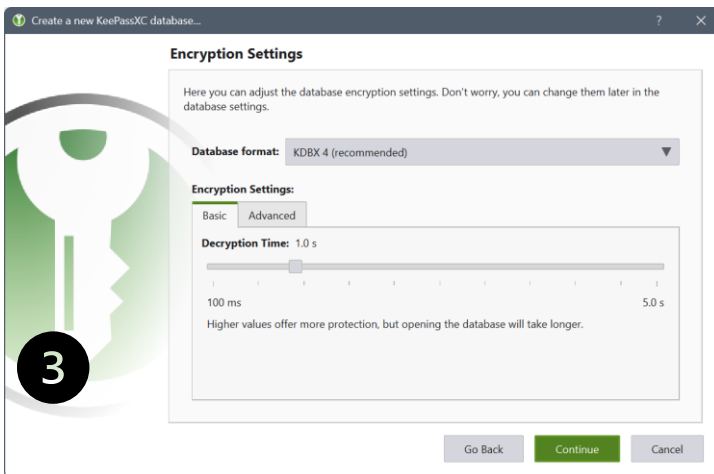 Create a new KeePassXC database...
?
Encryption Settings
Here you can adjust the database encryption settings. Don't worry, you can change them later in the
database settings.
Database format: KDBX 4 (recommended)
Encryption Settings:
Basic Advanced
Decryption Time: 1.0 s
100 ms 5.0 s
Higher values offer more protection, but opening the database will take longer.
3
Go Back Continue Cancel